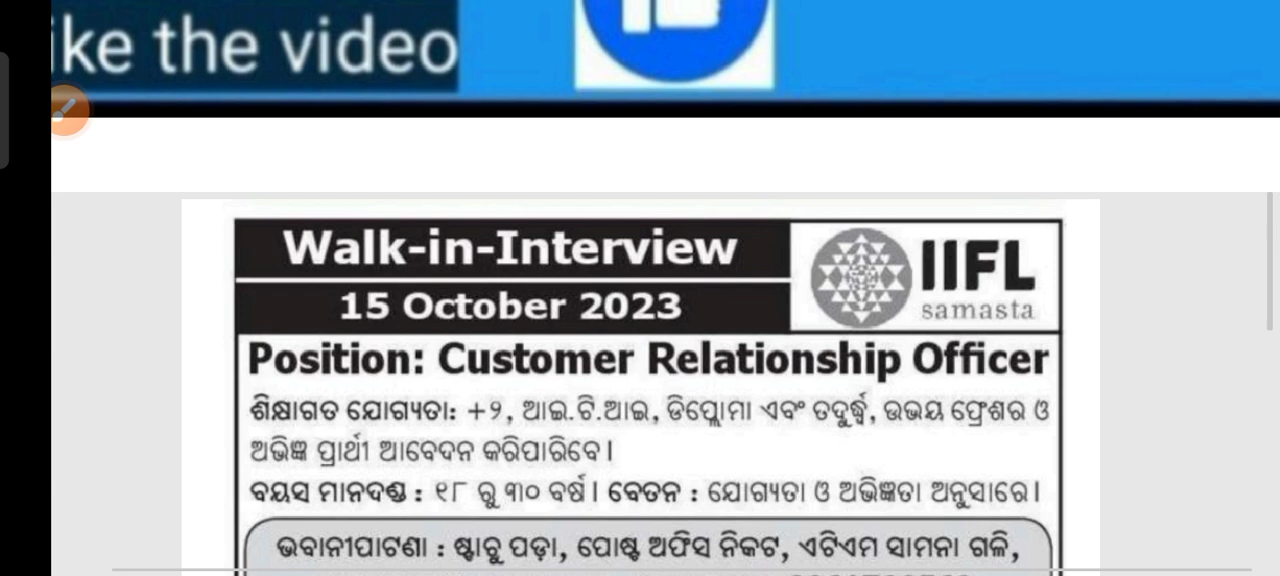 ike the video
Walk-in-Interview
15 October 2023
IIFL
samasta
Position: Customer Relationship Officer
ଶିକ୍ଷାଗତ ଯୋଗ୍ୟତା: +୨, ଆଇ.ଟି.ଆଇ, ଡିପ୍ଲୋମା ଏବଂ ତଦୁର୍ଦ୍ଧ୍ୱ, ଉଭୟ ଫ୍ରେଶର ଓ
ଅଭିଜ୍ଞ ପ୍ରାର୍ଥୀ ଆବେଦନ କରିପାରିବେ।
ବୟସ ମାନଦଣ୍ଡ : ୧୮ ରୁ ୩୦ ବର୍ଷ। ବେତନ : ଯୋଗ୍ୟତା ଓ ଅଭିଜ୍ଞତା ଅନୁସାରେ।
ଭବାନୀପାଟଣା : ଷ୍ଟାଚୁ ପଡ଼ା, ପୋଷ୍ଟ ଅଫିସ ନିକଟ, ଏଟିଏମ ସାମନା ଗଳି,